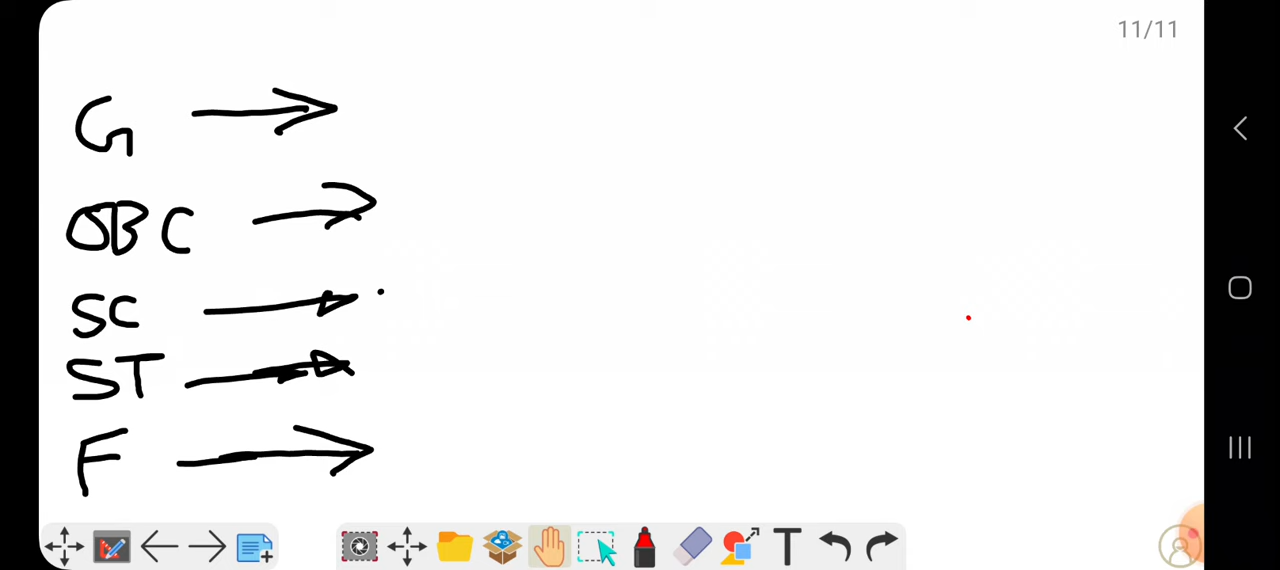 11/11
G →
OBC →
SC →
ST →
F →